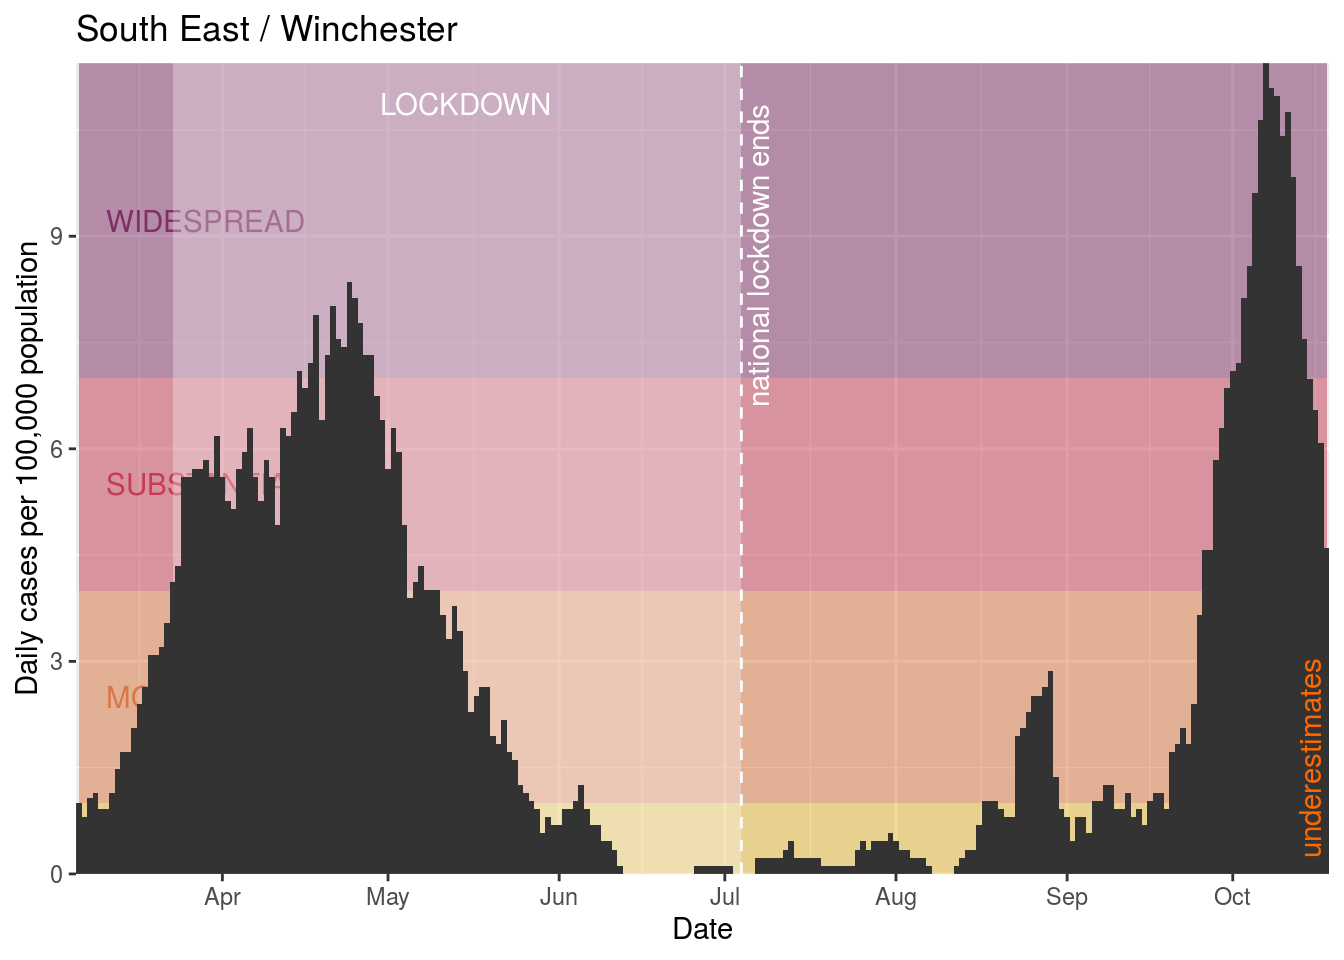 South East / Winchester
LOCKDOWN
national lockdown ends
WIDESPREAD
9
6
3
0
Daily cases per 100,000 population
underestimates
Apr
May
Jun
Jul
Aug
Sep
Oct
Date